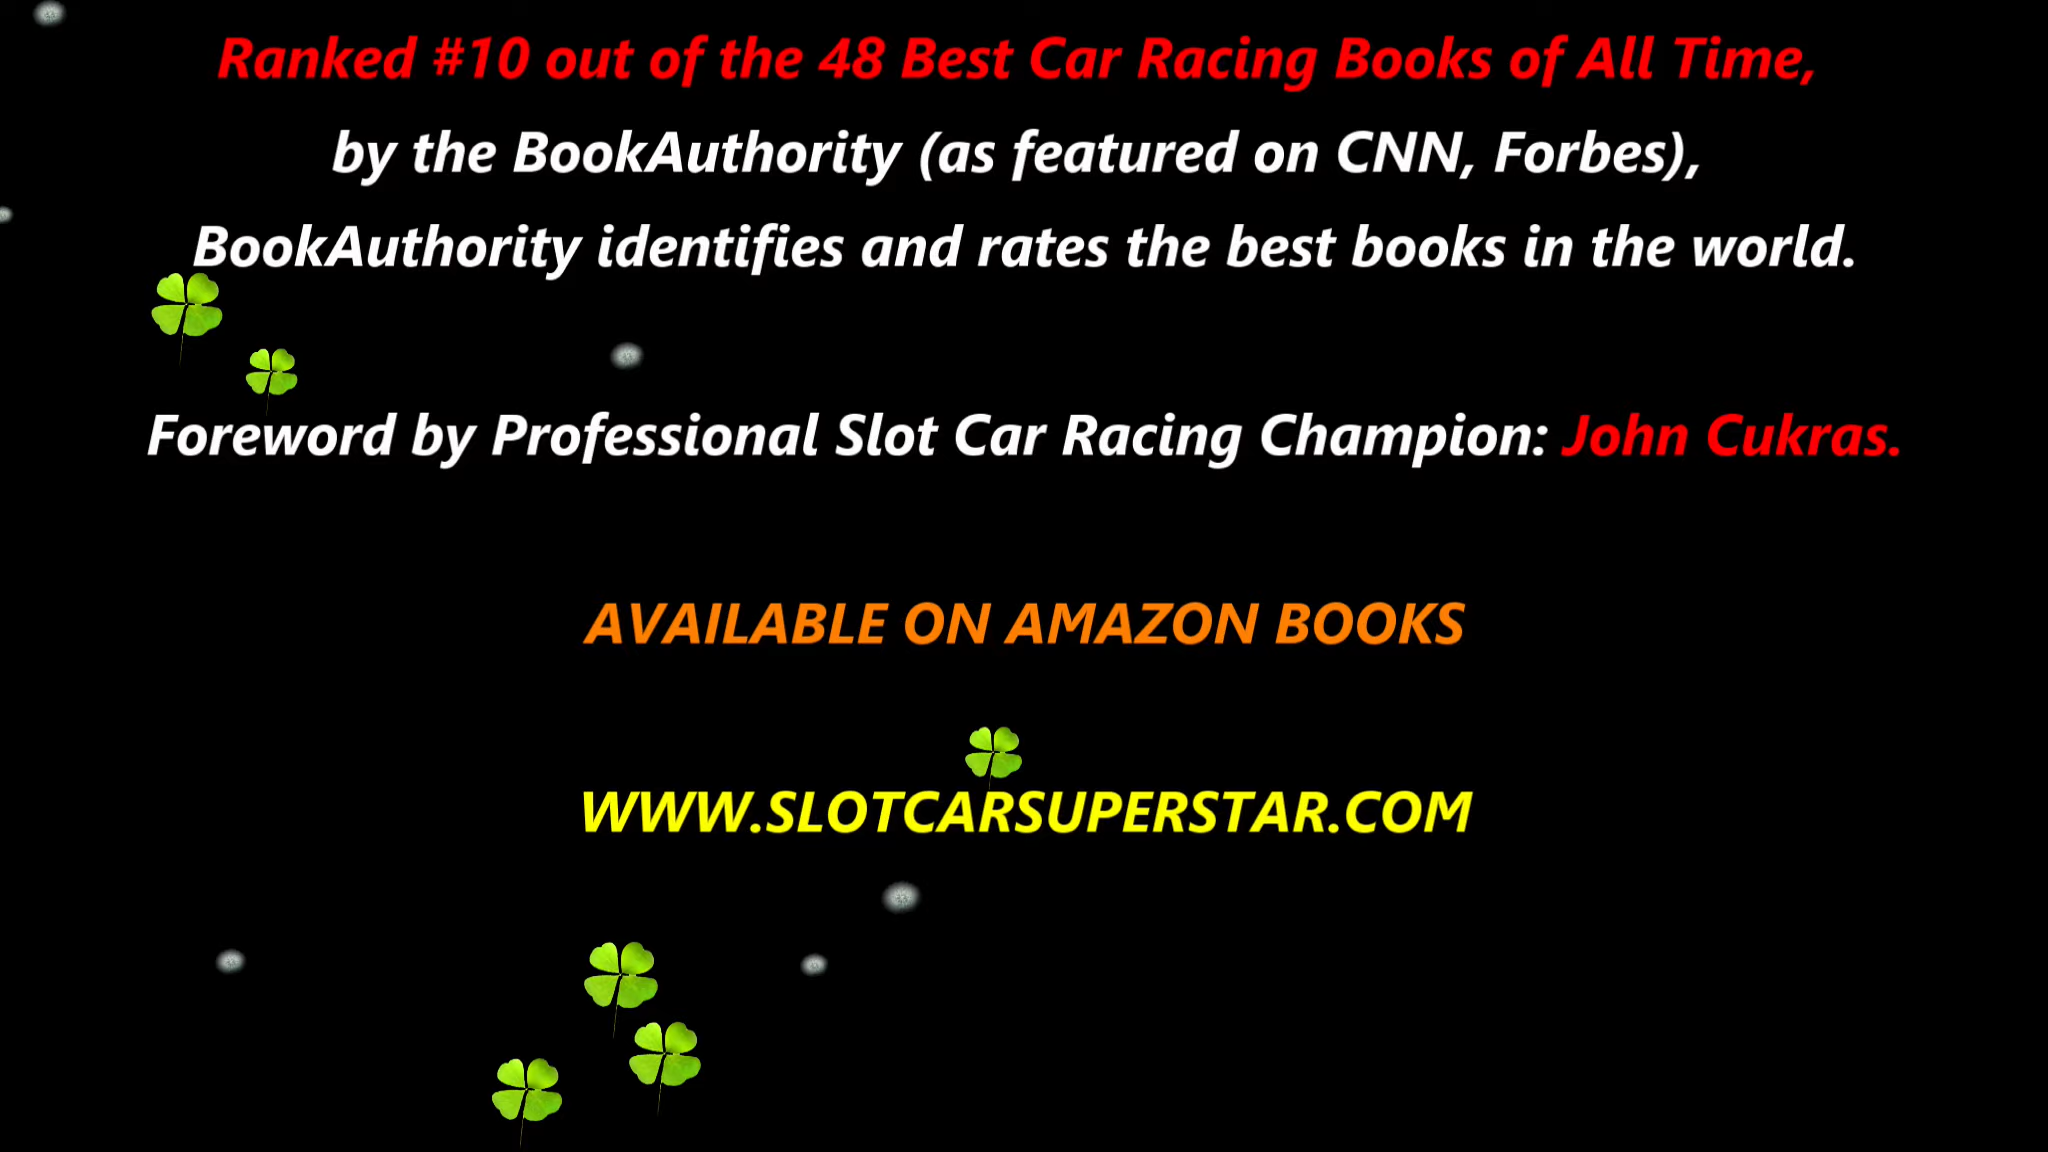 Ranked #10 out of the 48 Best Car Racing Books of All Time,
by the BookAuthority (as featured on CNN, Forbes),
BookAuthority identifies and rates the best books in the world.
Foreword by Professional Slot Car Racing Champion: John Cukras.
AVAILABLE ON AMAZON BOOKS
WWW.SLOTCARSUPERSTAR.COM